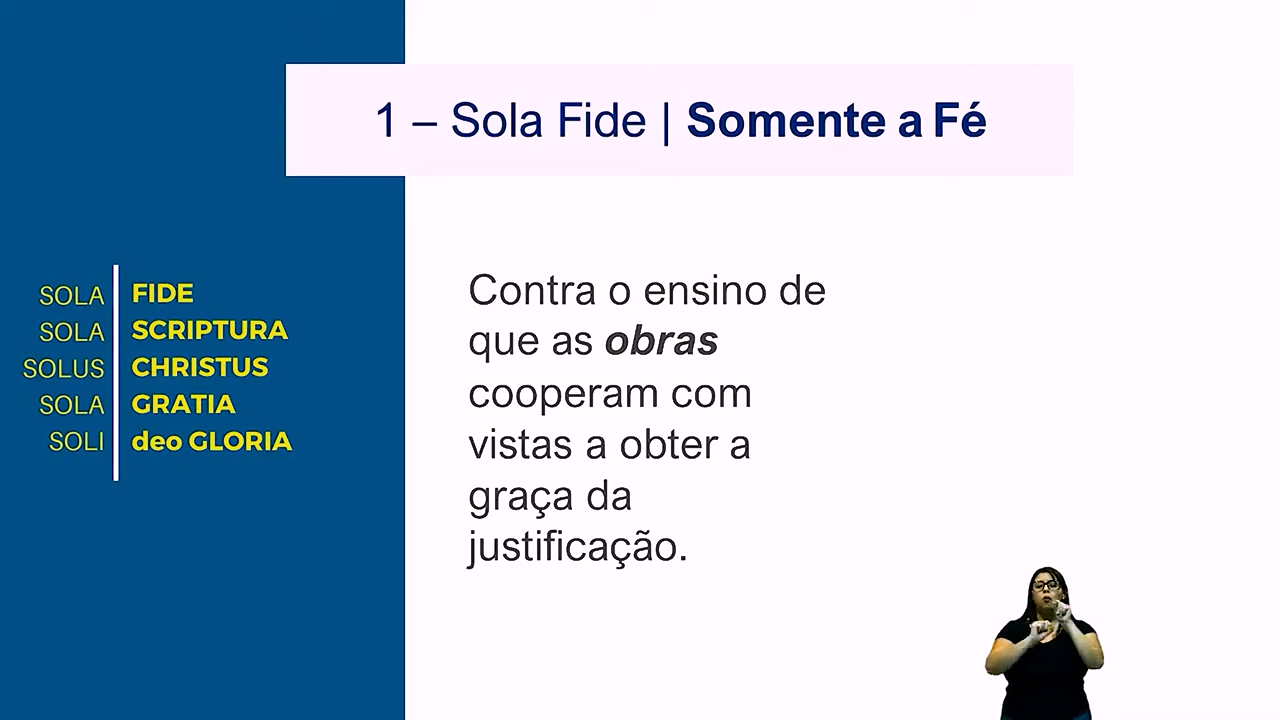 1 – Sola Fide | Somente a Fé
SOLA FIDE
SOLA SCRIPTURA
SOLUS CHRISTUS
SOLA GRATIA
SOLI deo GLORIA
Contra o ensino de
que as obras
cooperam com
vistas a obter a
graça da
justificação.